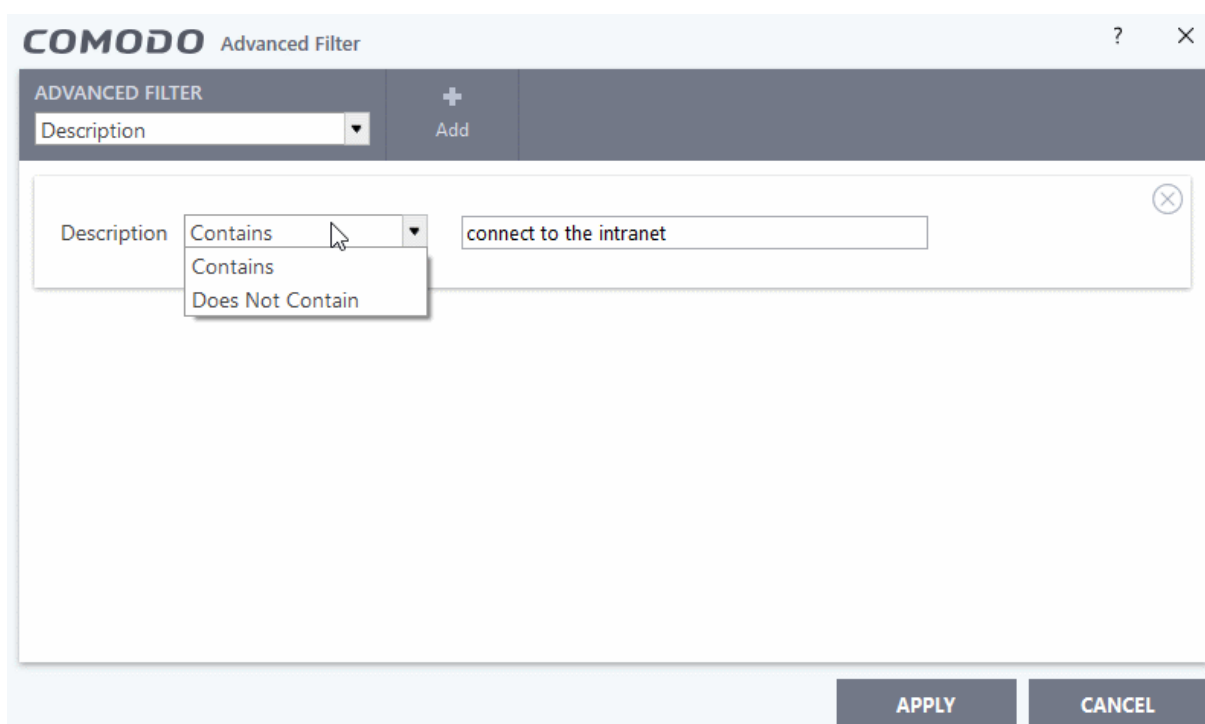 COMODO Advanced Filter ?
ADVANCED FILTER
Description
Add
Description Contains connect to the intranet
Contains
Does Not Contain
APPLY CANCEL